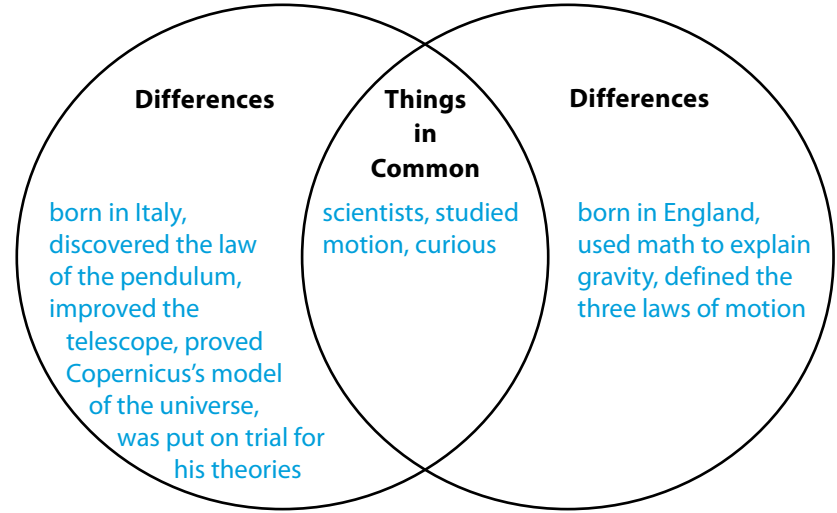 Differences
born in Italy,
discovered the law
of the pendulum,
improved the
telescope, proved
Copernicus’s model
of the universe,
was put on trial for
his theories
Things
in
Common
scientists, studied
motion, curious
Differences
born in England,
used math to explain
gravity, defined the
three laws of motion